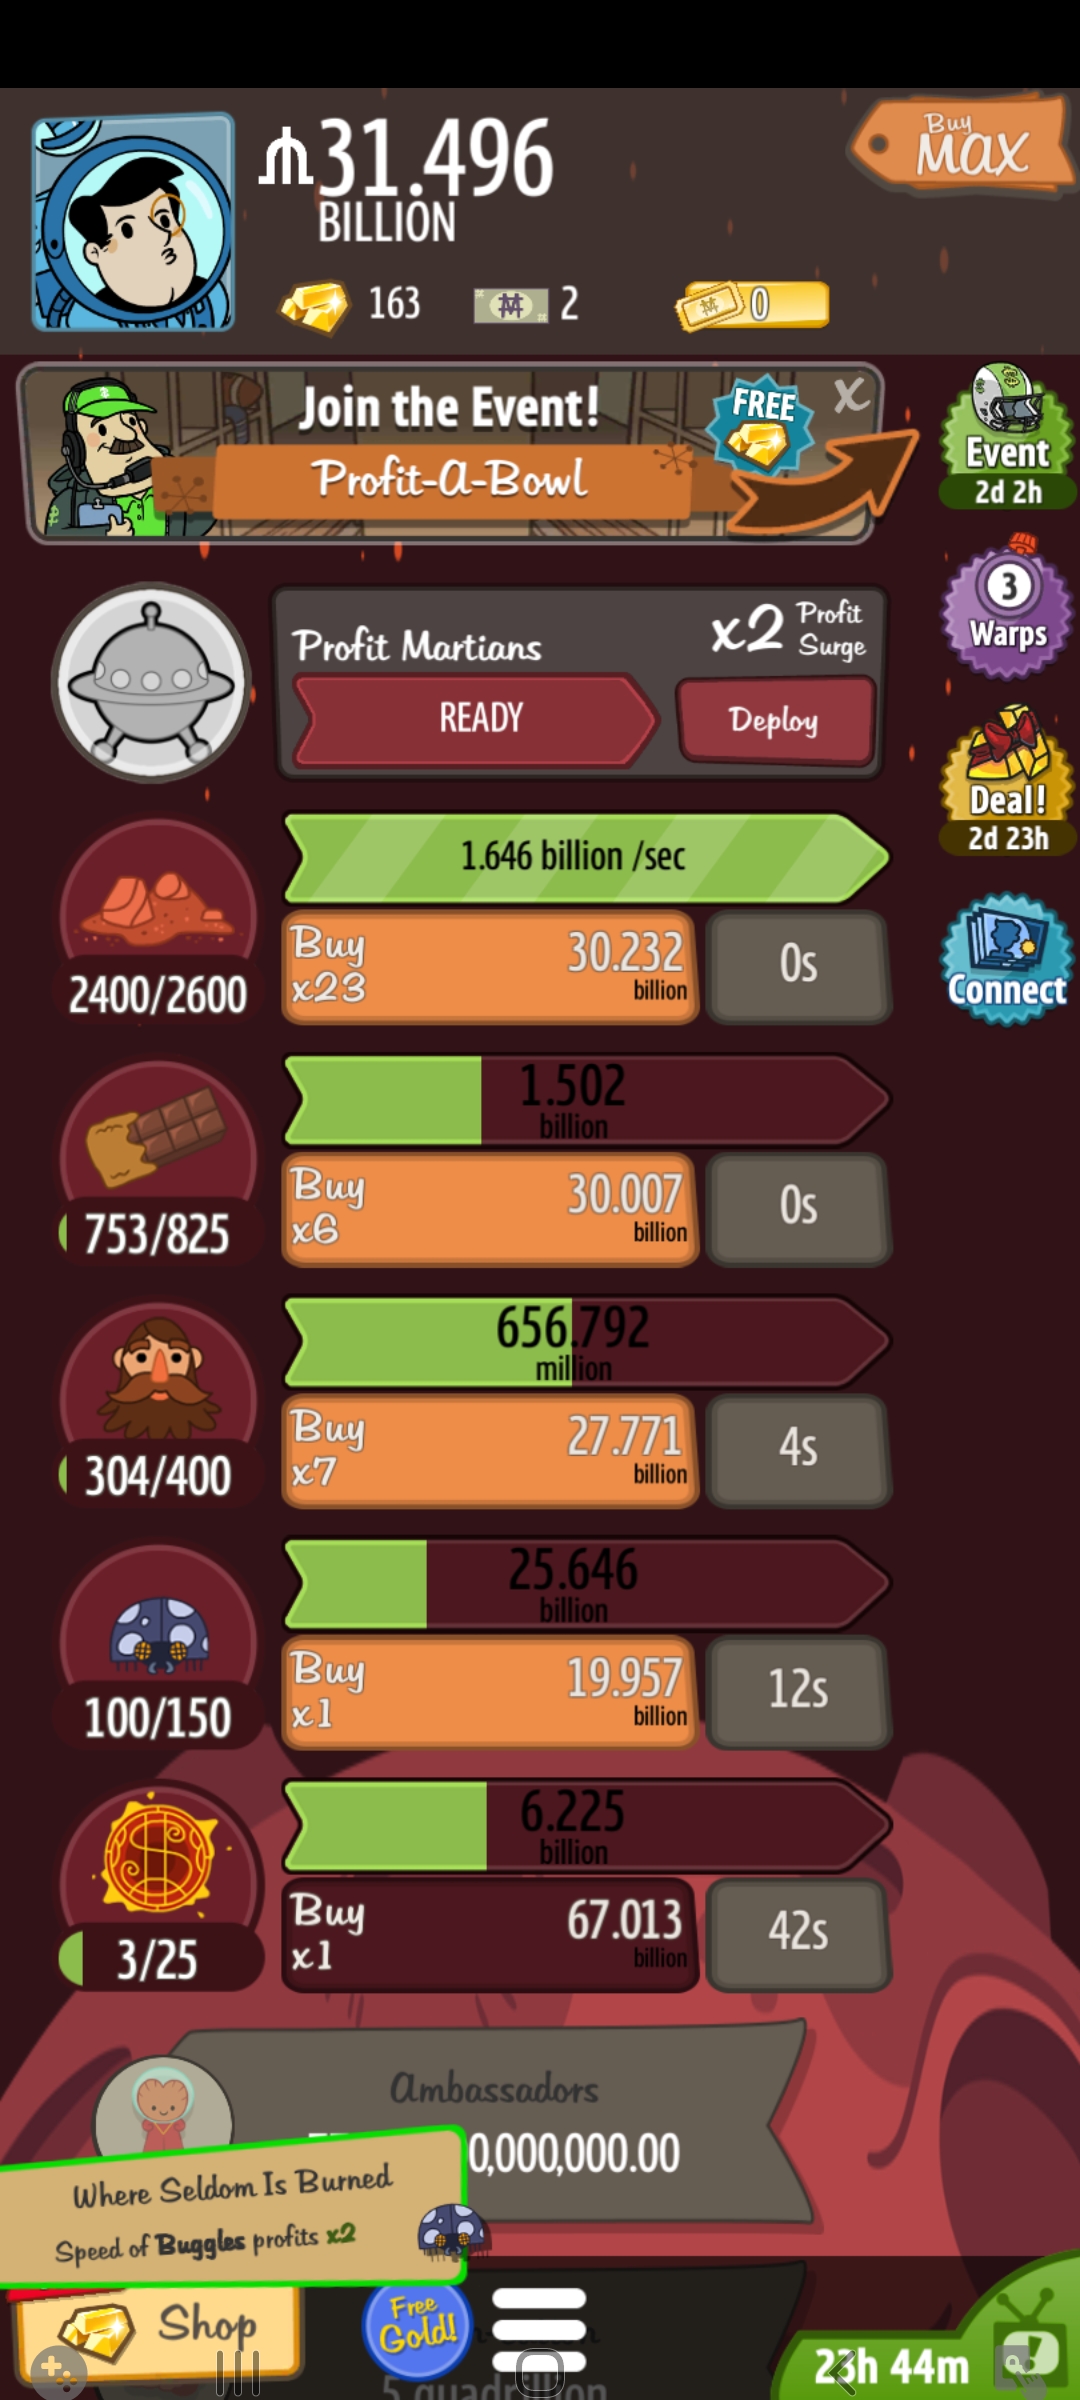 31.496
BILLION
Buy
MAX
163
2
0
Join the Event!
Profit-A-Bowl
FREE
X
Event
2d 2h
3
Warps
Profit Martians
x2 Profit
Surge
READY
Deploy
Deal!
2d 23h
1.646 billion /sec
Buy
x23
30.232
billion
0s
2400/2600
Connect
1.502
billion
Buy
x6
30.007
billion
0s
753/825
656.792
million
Buy
x7
27.771
billion
4s
304/400
25.646
billion
Buy
x1
19.957
billion
12s
100/150
6.225
billion
Buy
x1
67.013
billion
42s
3/25
Ambassadors
0,000,000.00
Where Seldom Is Burned
Speed of Buggles profits x2
Shop
Free
Gold!
23h 44m